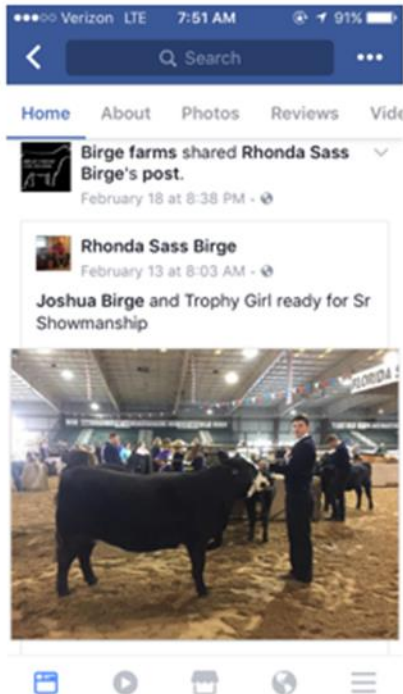 Verizon LTE 7:51 AM 91%
Search
Home About Photos Reviews Vide
Birge farms shared Rhonda Sass
Birge's post.
February 18 at 8:38 PM •
Rhonda Sass Birge
February 13 at 8:03 AM •
Joshua Birge and Trophy Girl ready for Sr
Showmanship
FLORIDA S